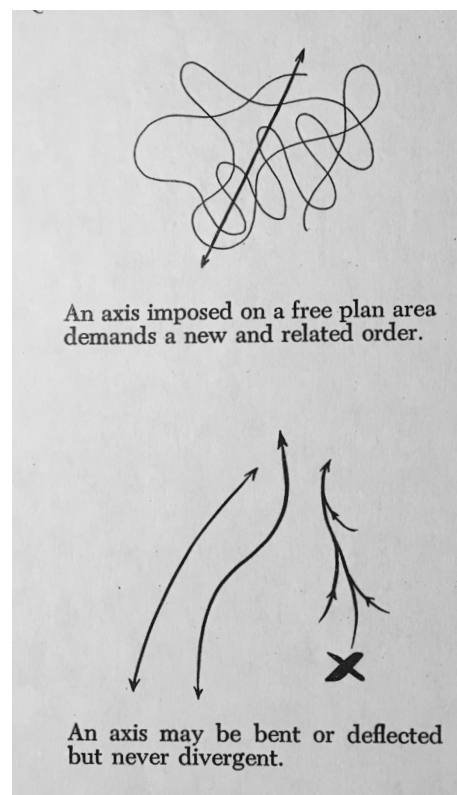 An axis imposed on a free plan area
demands a new and related order.
An axis may be bent or deflected
but never divergent.